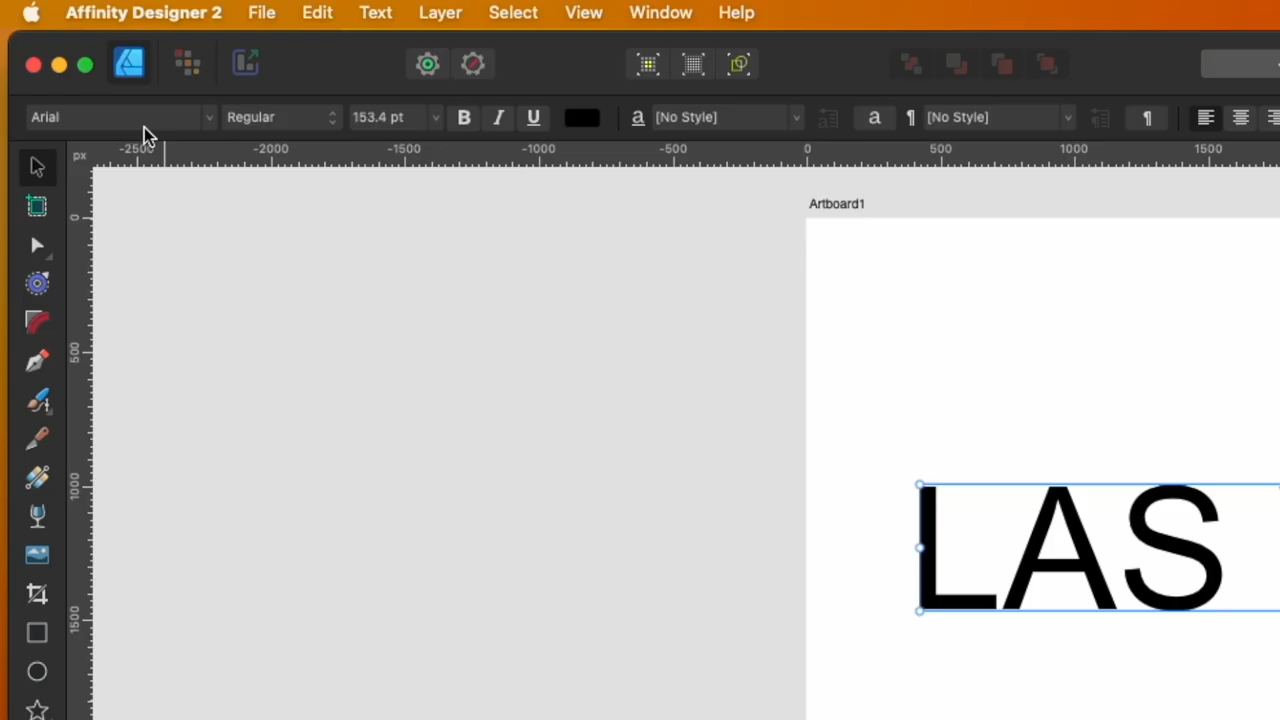 Affinity Designer 2 File Edit Text Layer Select View Window Help
Arial Regular 153.4 pt B I U a [No Style] a ¶ [No Style] ¶
px -2500 -2000 -1500 -1000 -500 0 500 1000 1500
Artboard1
0
500
1000
1500
LAS